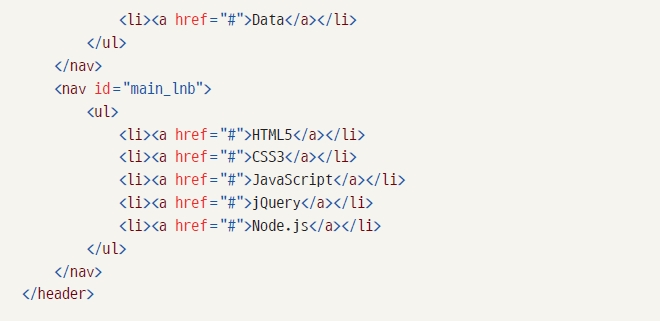 <li><a href="#">Data</a></li>
</ul>
</nav>
<nav id="main_lnb">
<ul>
<li><a href="#">HTML5</a></li>
<li><a href="#">CSS3</a></li>
<li><a href="#">JavaScript</a></li>
<li><a href="#">jQuery</a></li>
<li><a href="#">Node.js</a></li>
</ul>
</nav>
</header>